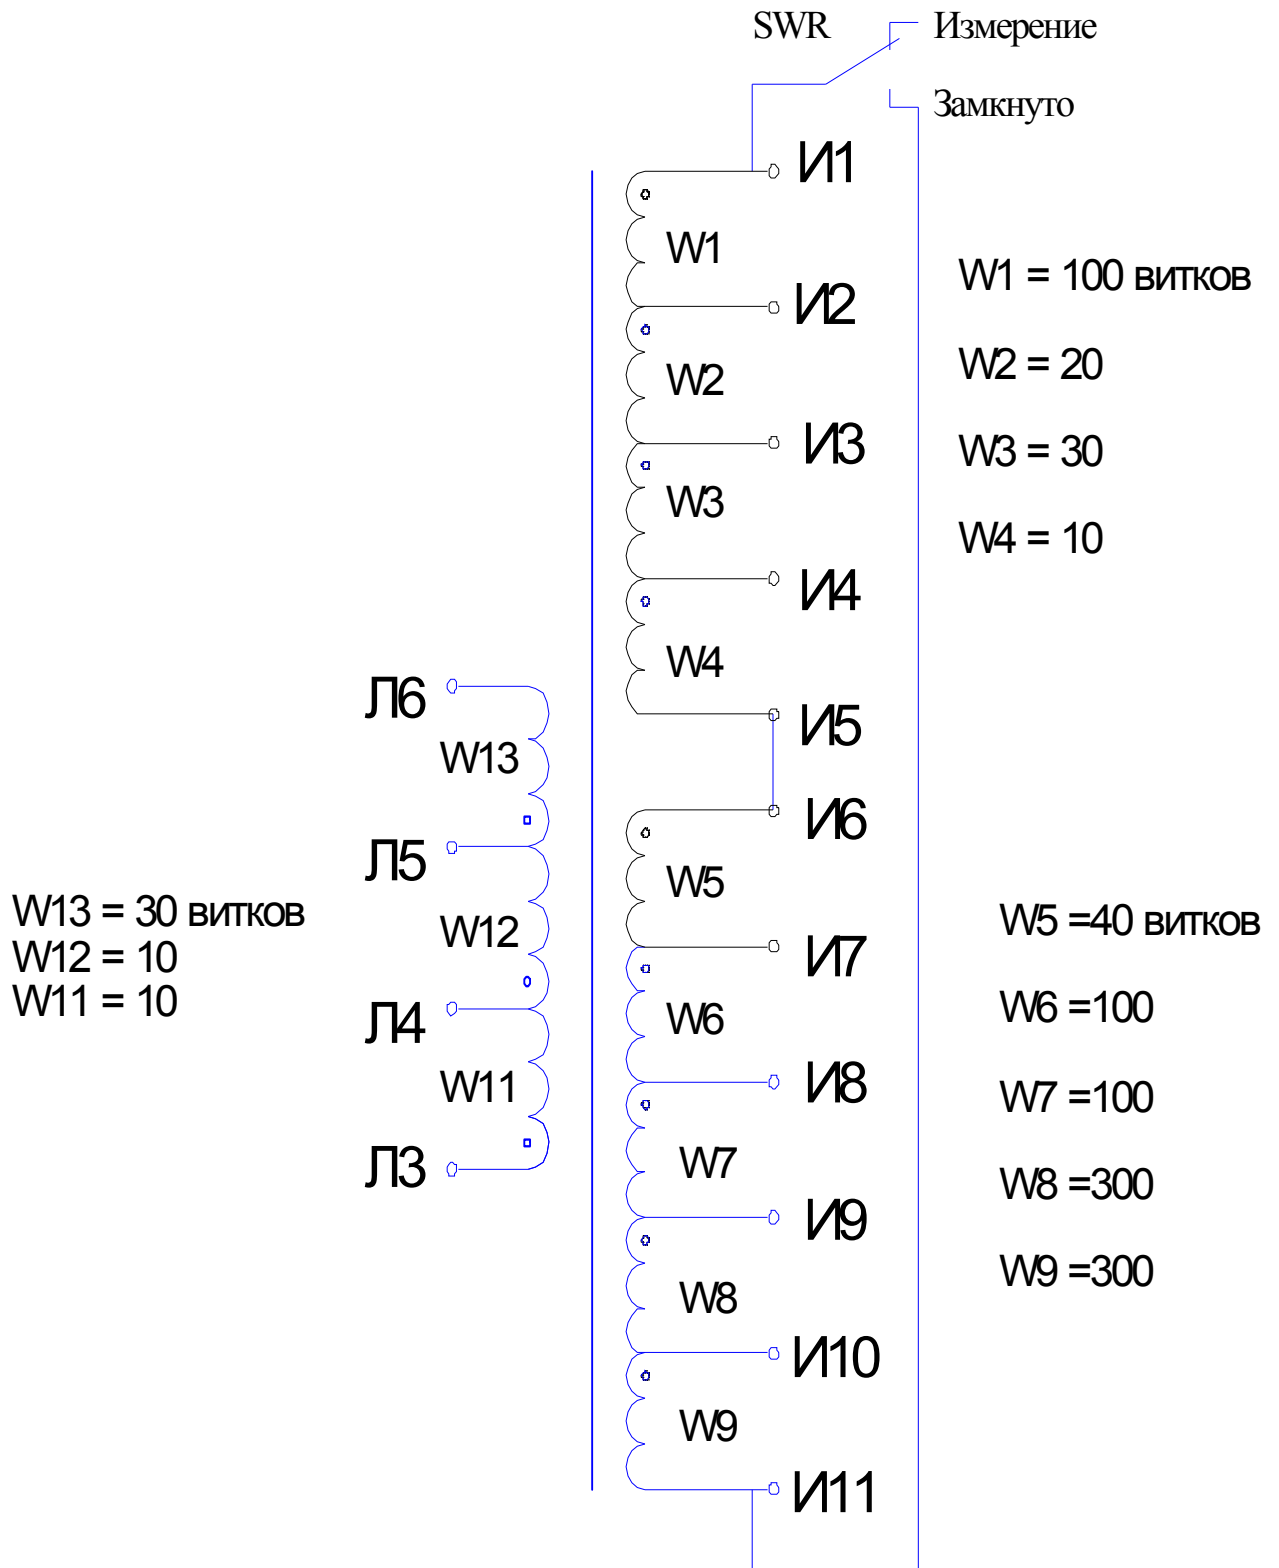 SWR
Измерение
Замкнуто
И1
W1
И2
W1 = 100 витков
W2
W2 = 20
И3
W3 = 30
W3
W4 = 10
И4
W4
Л6
И5
W13
И6
Л5
W5
W13 = 30 витков
W5 =40 витков
W12
W12 = 10
И7
W11 = 10
W6 =100
Л4
W6
И8
W11
W7 =100
Л3
W7
W8 =300
И9
W9 =300
W8
И10
W9
И11